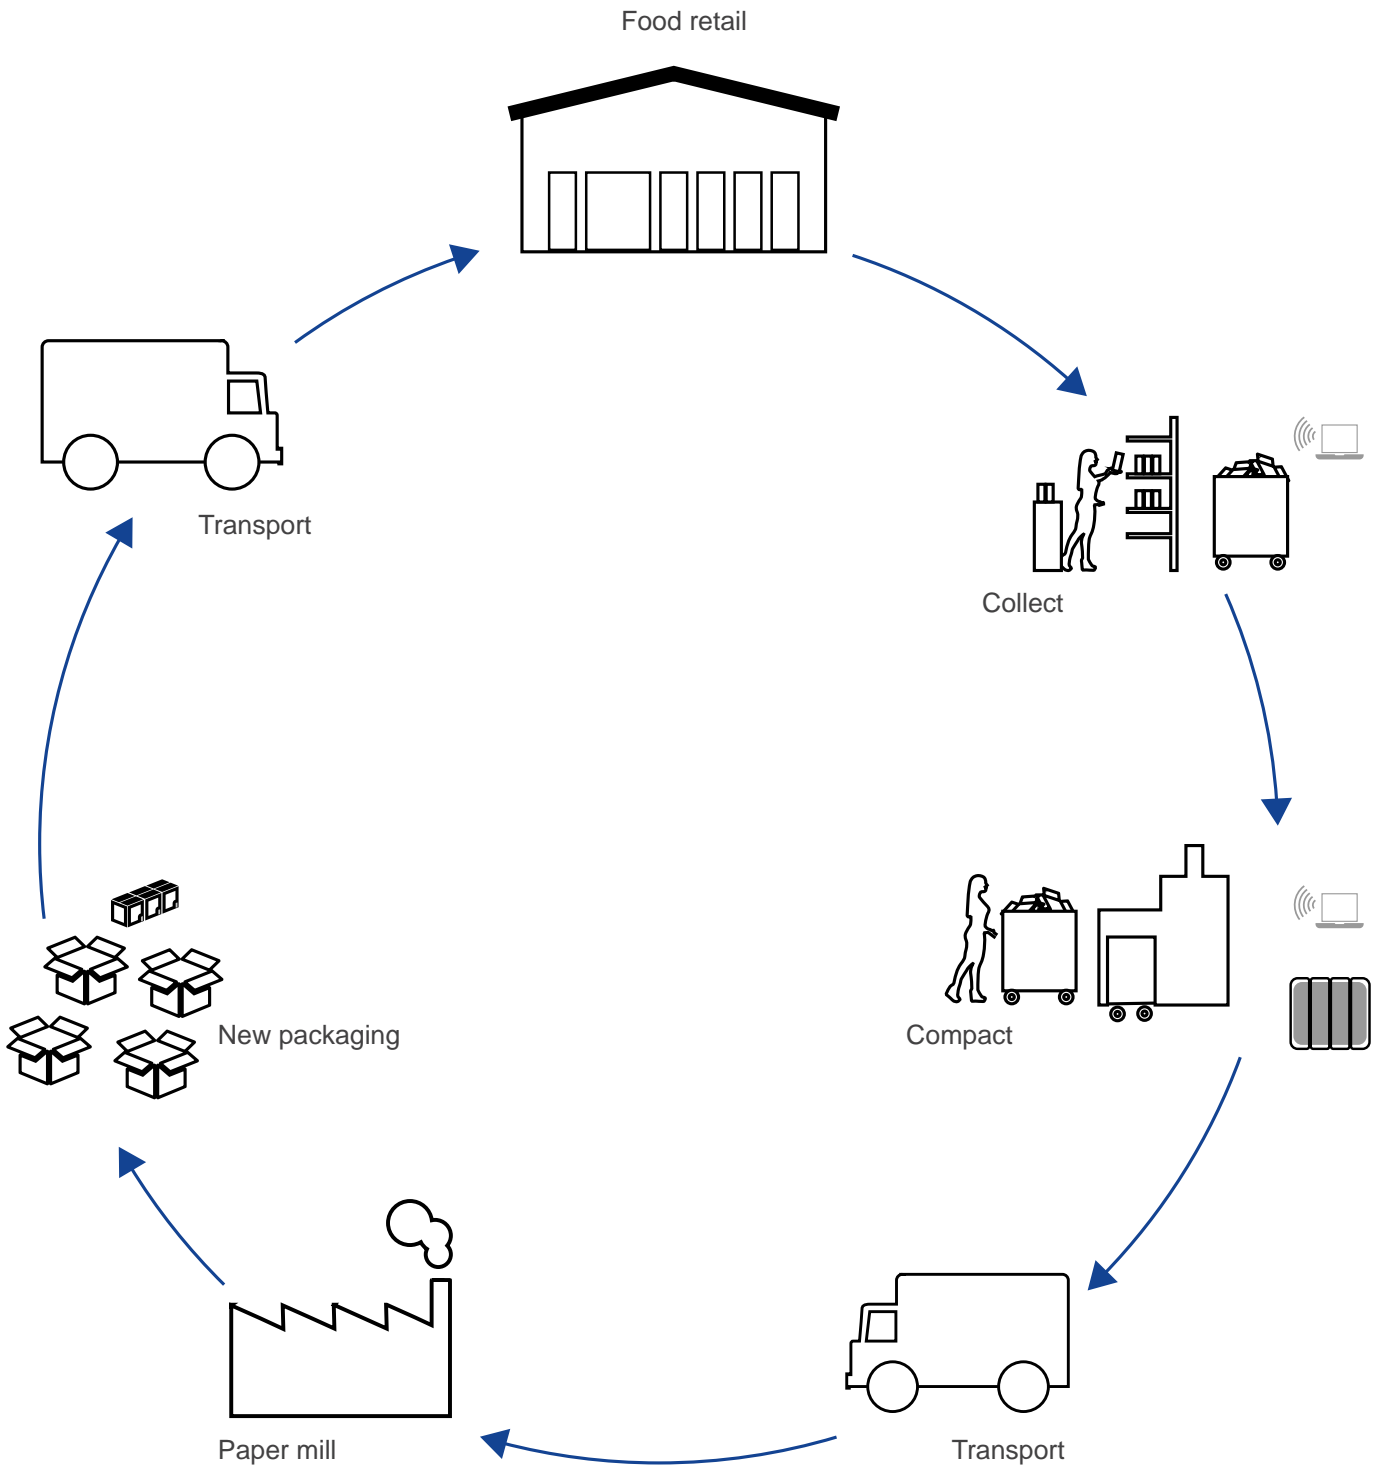 Food retail
Transport
Collect
New packaging
Compact
Paper mill
Transport